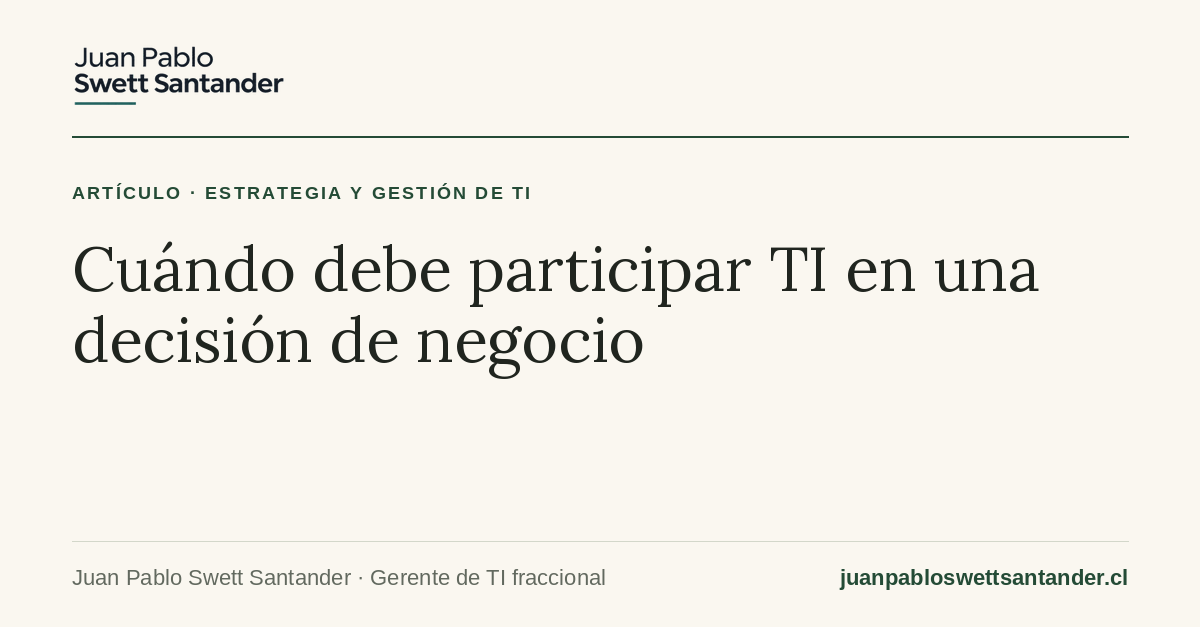 Juan Pablo
Swett Santander
ARTÍCULO · ESTRATEGIA Y GESTIÓN DE TI
Cuándo debe participar TI en una
decisión de negocio
Juan Pablo Swett Santander · Gerente de TI fraccional
juanpabloswettsantander.cl